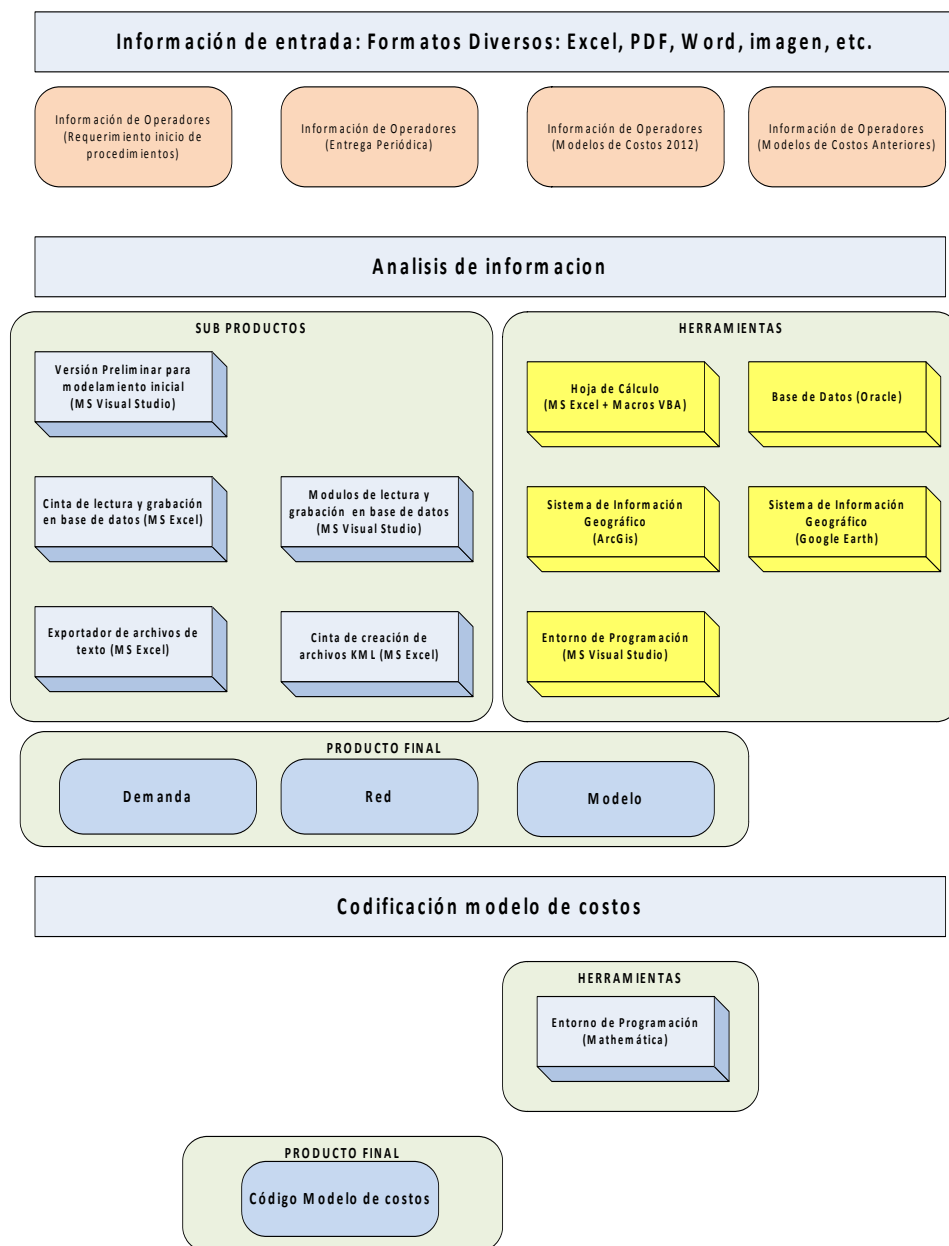 Información de entrada: Formatos Diversos: Excel, PDF, Word, imagen, etc.
Información de Operadores
(Requerimiento inicio de
procedimientos)
Información de Operadores
(Entrega Periódica)
Información de Operadores
(Modelos de Costos 2012)
Información de Operadores
(Modelos de Costos Anteriores)
Analisis de informacion
SUB PRODUCTOS
Versión Preliminar para
modelamiento inicial
(MS Visual Studio)
Cinta de lectura y grabación
en base de datos (MS Excel)
Modulos de lectura y
grabación en base de datos
(MS Visual Studio)
Exportador de archivos de
texto (MS Excel)
Cinta de creación de
archivos KML (MS Excel)
HERRAMIENTAS
Hoja de Cálculo
(MS Excel + Macros VBA)
Base de Datos (Oracle)
Sistema de Información
Geográfico
(ArcGis)
Sistema de Información
Geográfico
(Google Earth)
Entorno de Programación
(MS Visual Studio)
PRODUCTO FINAL
Demanda
Red
Modelo
Codificación modelo de costos
HERRAMIENTAS
Entorno de Programación
(Mathemática)
PRODUCTO FINAL
Código Modelo de costos